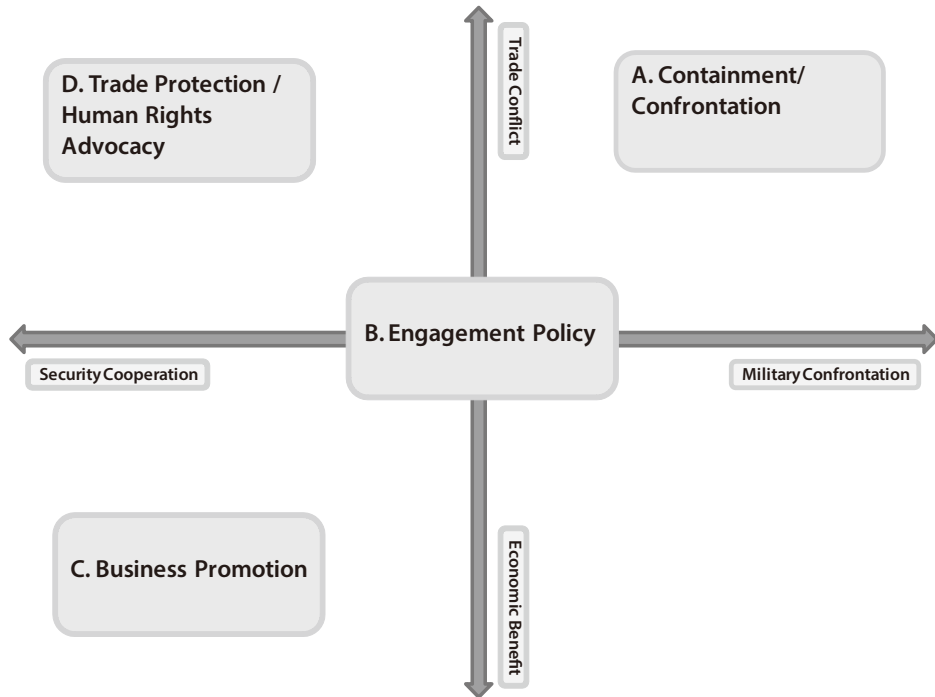 D. Trade Protection /
Human Rights
Advocacy
Trade Conflict
A. Containment/
Confrontation
B. Engagement Policy
Security Cooperation
Military Confrontation
C. Business Promotion
Economic Benefit